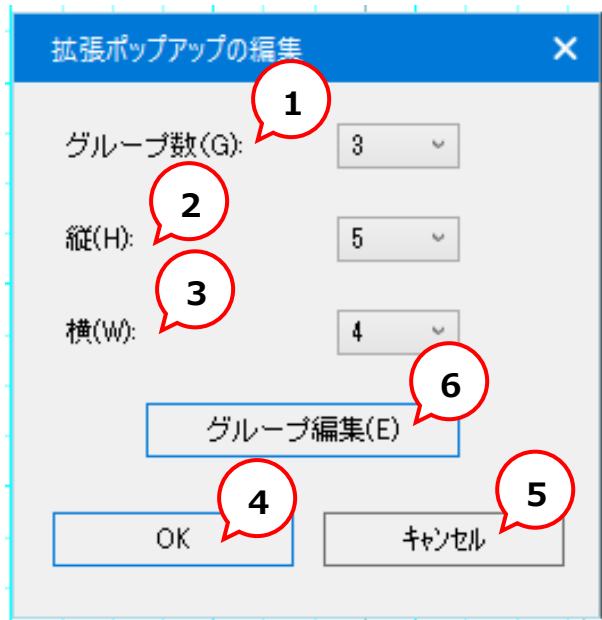 拡張ポップアップの編集
1
グループ数(G): 3
2
縦(H): 5
3
横(W): 4
6
グループ編集(E)
4
5
OK キャンセル